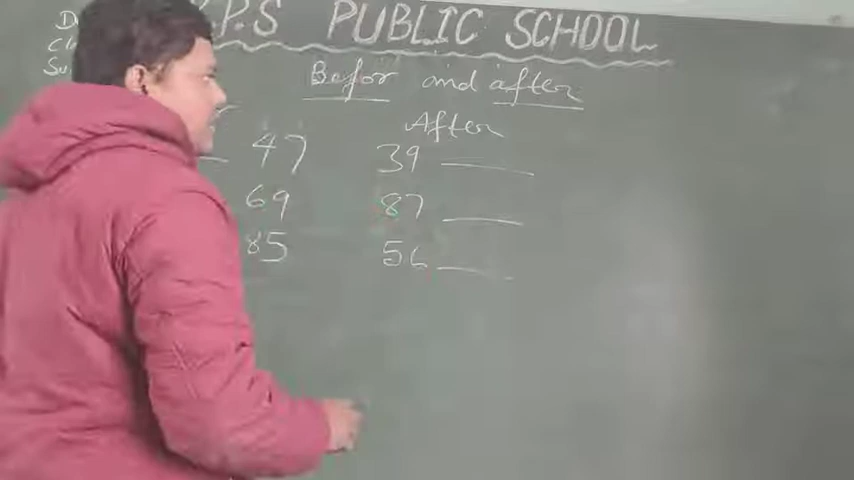 P.S PUBLIC SCHOOL
Befor and after
After
47 39
69 87
85 56